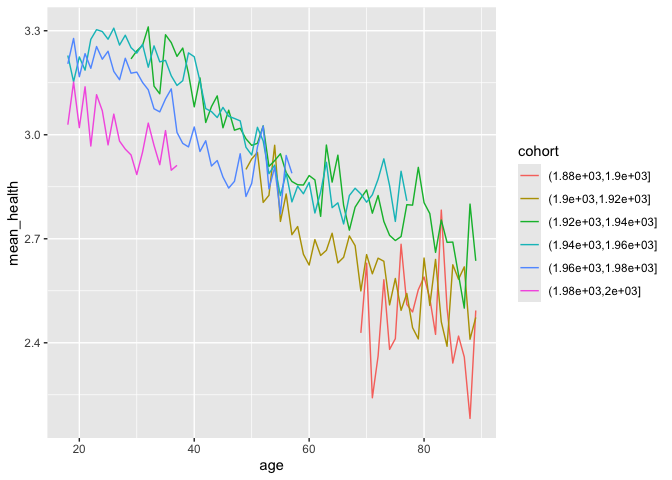 3.3
3.0
2.7
2.4
mean_health
20
40
60
80
age
cohort
(1.88e+03,1.9e+03]
(1.9e+03,1.92e+03]
(1.92e+03,1.94e+03]
(1.94e+03,1.96e+03]
(1.96e+03,1.98e+03]
(1.98e+03,2e+03]